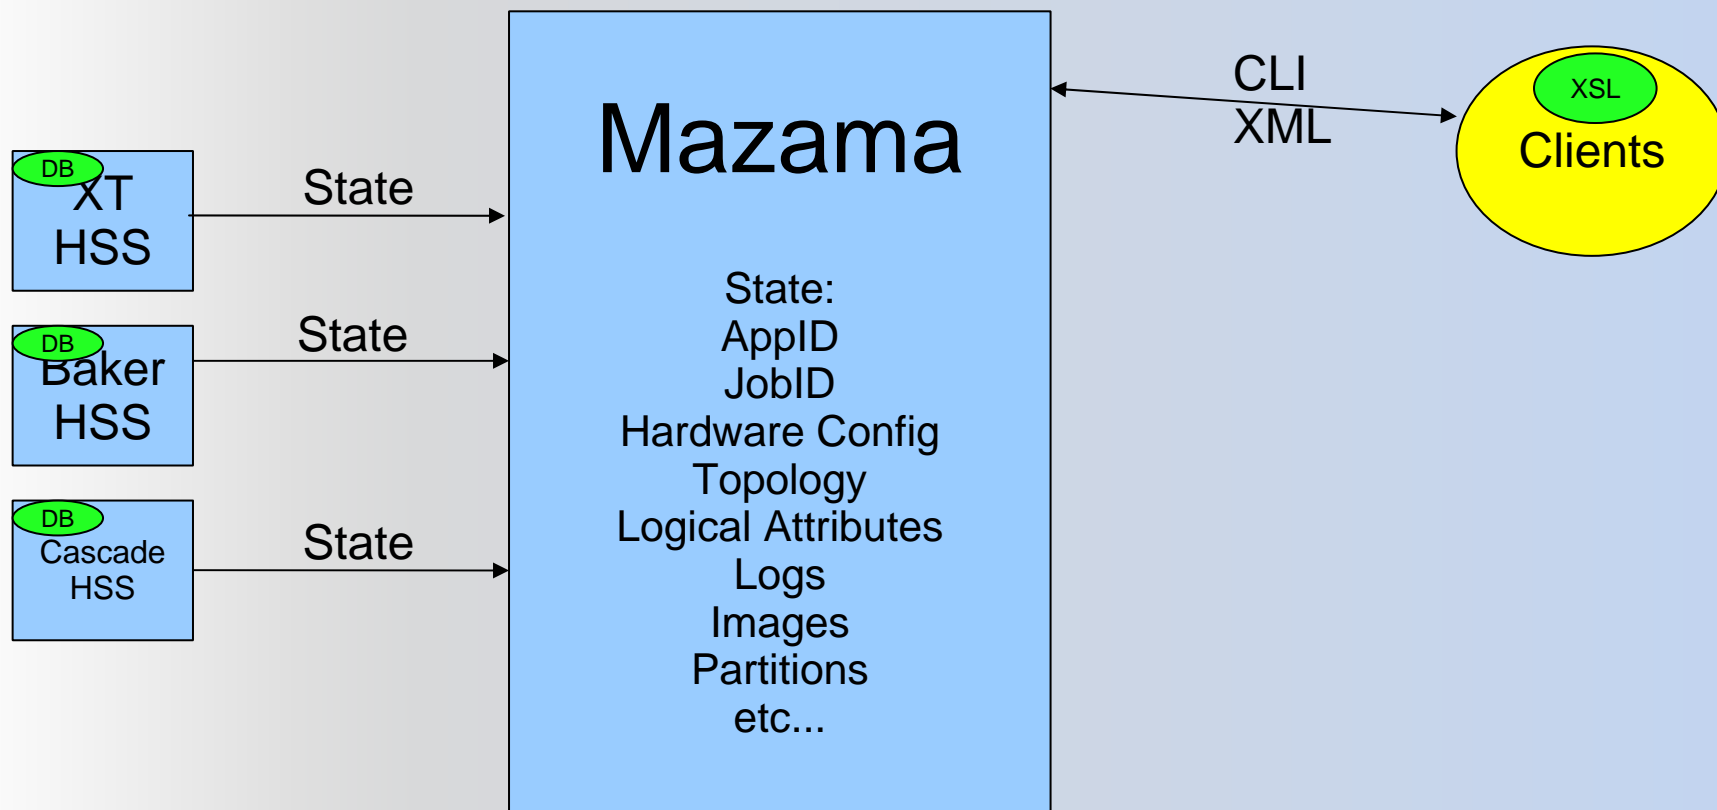 DB
XT
HSS
State
DB
Baker
HSS
State
DB
Cascade
HSS
State
Mazama
State:
AppID
JobID
Hardware Config
Topology
Logical Attributes
Logs
Images
Partitions
etc...
CLI
XML
XSL
Clients